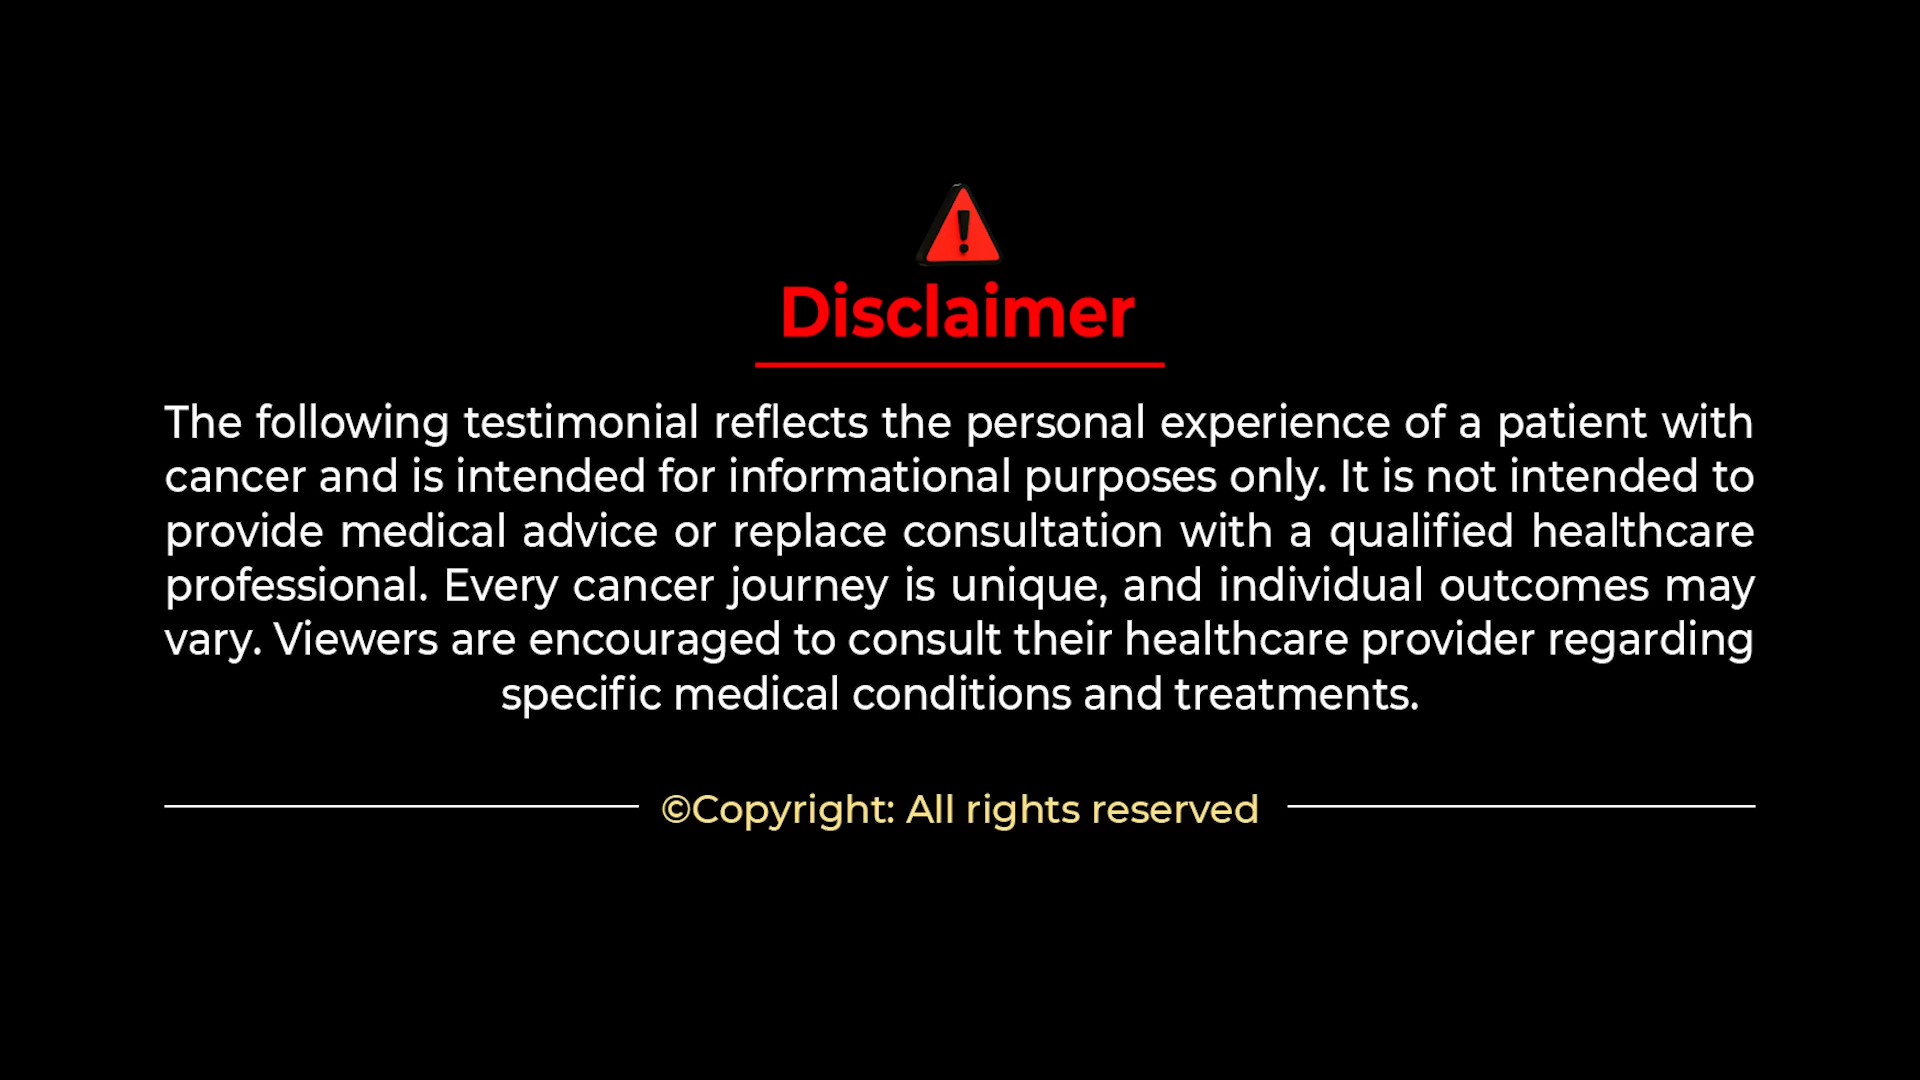 Disclaimer
The following testimonial reflects the personal experience of a patient with
cancer and is intended for informational purposes only. It is not intended to
provide medical advice or replace consultation with a qualified healthcare
professional. Every cancer journey is unique, and individual outcomes may
vary. Viewers are encouraged to consult their healthcare provider regarding
specific medical conditions and treatments.
©Copyright: All rights reserved